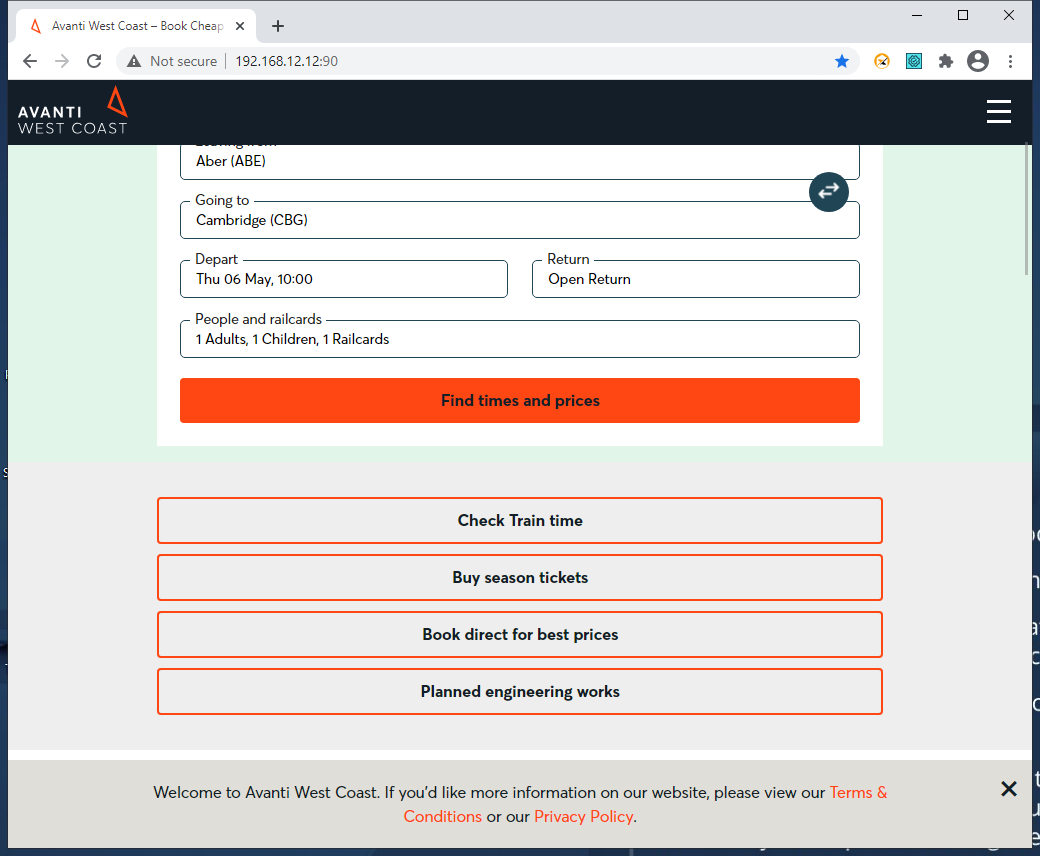 Avanti West Coast – Book Cheap
Not secure
192.168.12.12:90
AVANTI
WEST COAST
Leaving from
Aber (ABE)
Going to
Cambridge (CBG)
Depart
Return
Thu 06 May, 10:00
Open Return
People and railcards
1 Adults, 1 Children, 1 Railcards
Find times and prices
Check Train time
Buy season tickets
Book direct for best prices
Planned engineering works
Welcome to Avanti West Coast. If you'd like more information on our website, please view our Terms &
Conditions or our Privacy Policy.